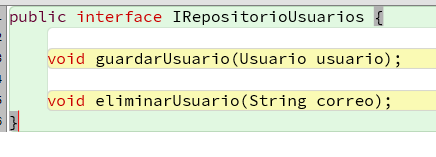 public interface IRepositorioUsuarios {
void guardarUsuario(Usuario usuario);
void eliminarUsuario(String correo);
}